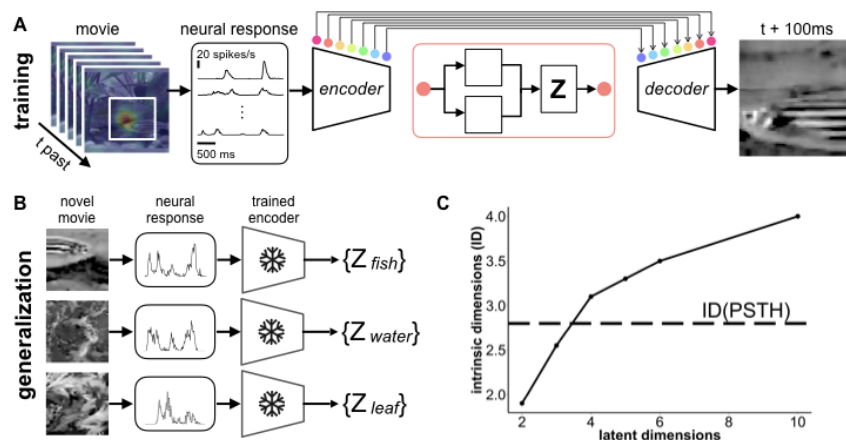 A
training
movie
t past
neural response
20 spikes/s
500 ms
encoder
Z
decoder
t + 100ms
B
generalization
novel
movie
neural
response
trained
encoder
{Z fish}
{Z water}
{Z leaf}
C
intrinsic dimensions (ID)
4.0
3.5
3.0
2.5
2.0
ID(PSTH)
2
4
6
8
10
latent dimensions